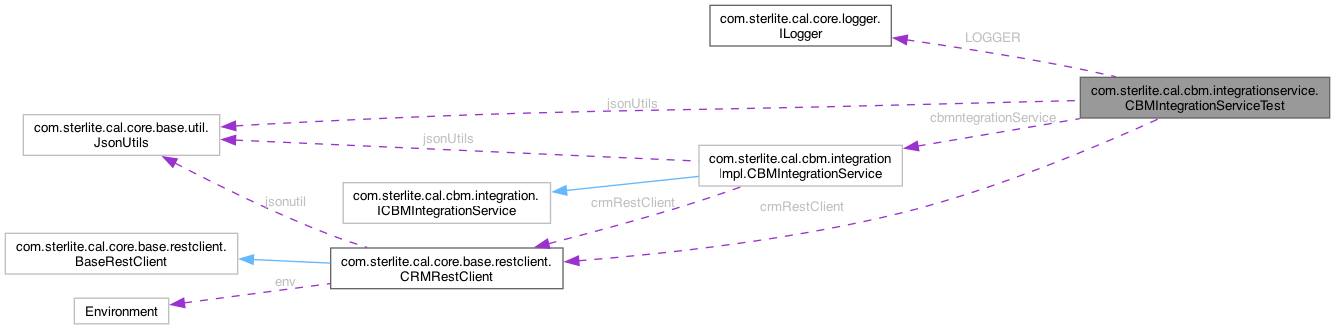 com.sterlite.cal.core.logger.
ILogger
LOGGER
com.sterlite.cal.cbm.integrationservice.
CBMIntegrationServiceTest
jsonUtils
cbmntegrationService
com.sterlite.cal.core.base.util.
JsonUtils
jsonUtils
com.sterlite.cal.cbm.integration
Impl.CBMIntegrationService
com.sterlite.cal.cbm.integration.
ICBMIntegrationService
jsonutil
crmRestClient
crmRestClient
com.sterlite.cal.core.base.restclient.
BaseRestClient
com.sterlite.cal.core.base.restclient.
CRMRestClient
env
Environment